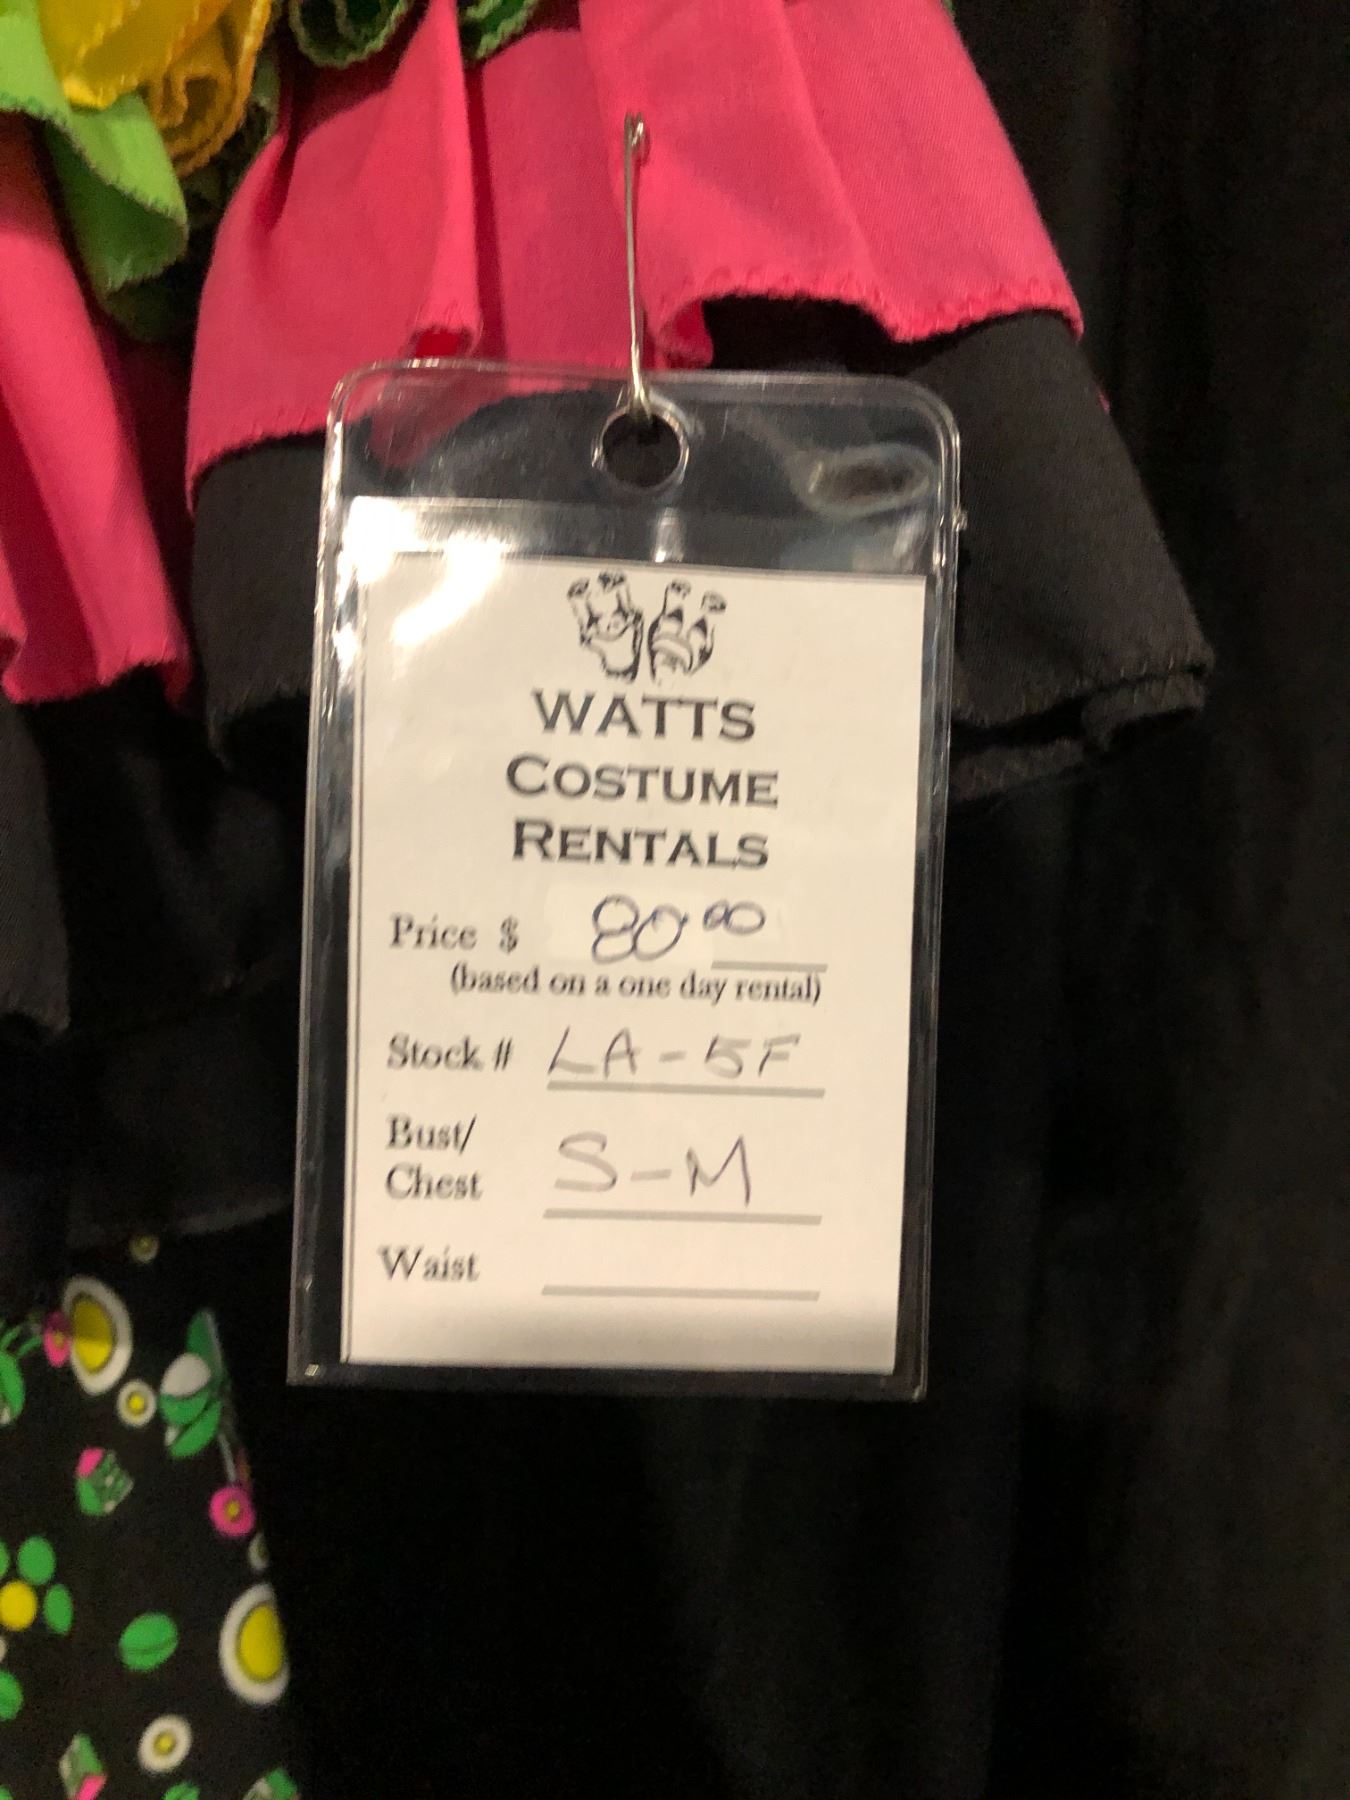 WATTS
COSTUME
RENTALS
Price $ 80.00
(based on a one day rental)
Stock # LA-5F
Bust/
Chest S-M
Waist